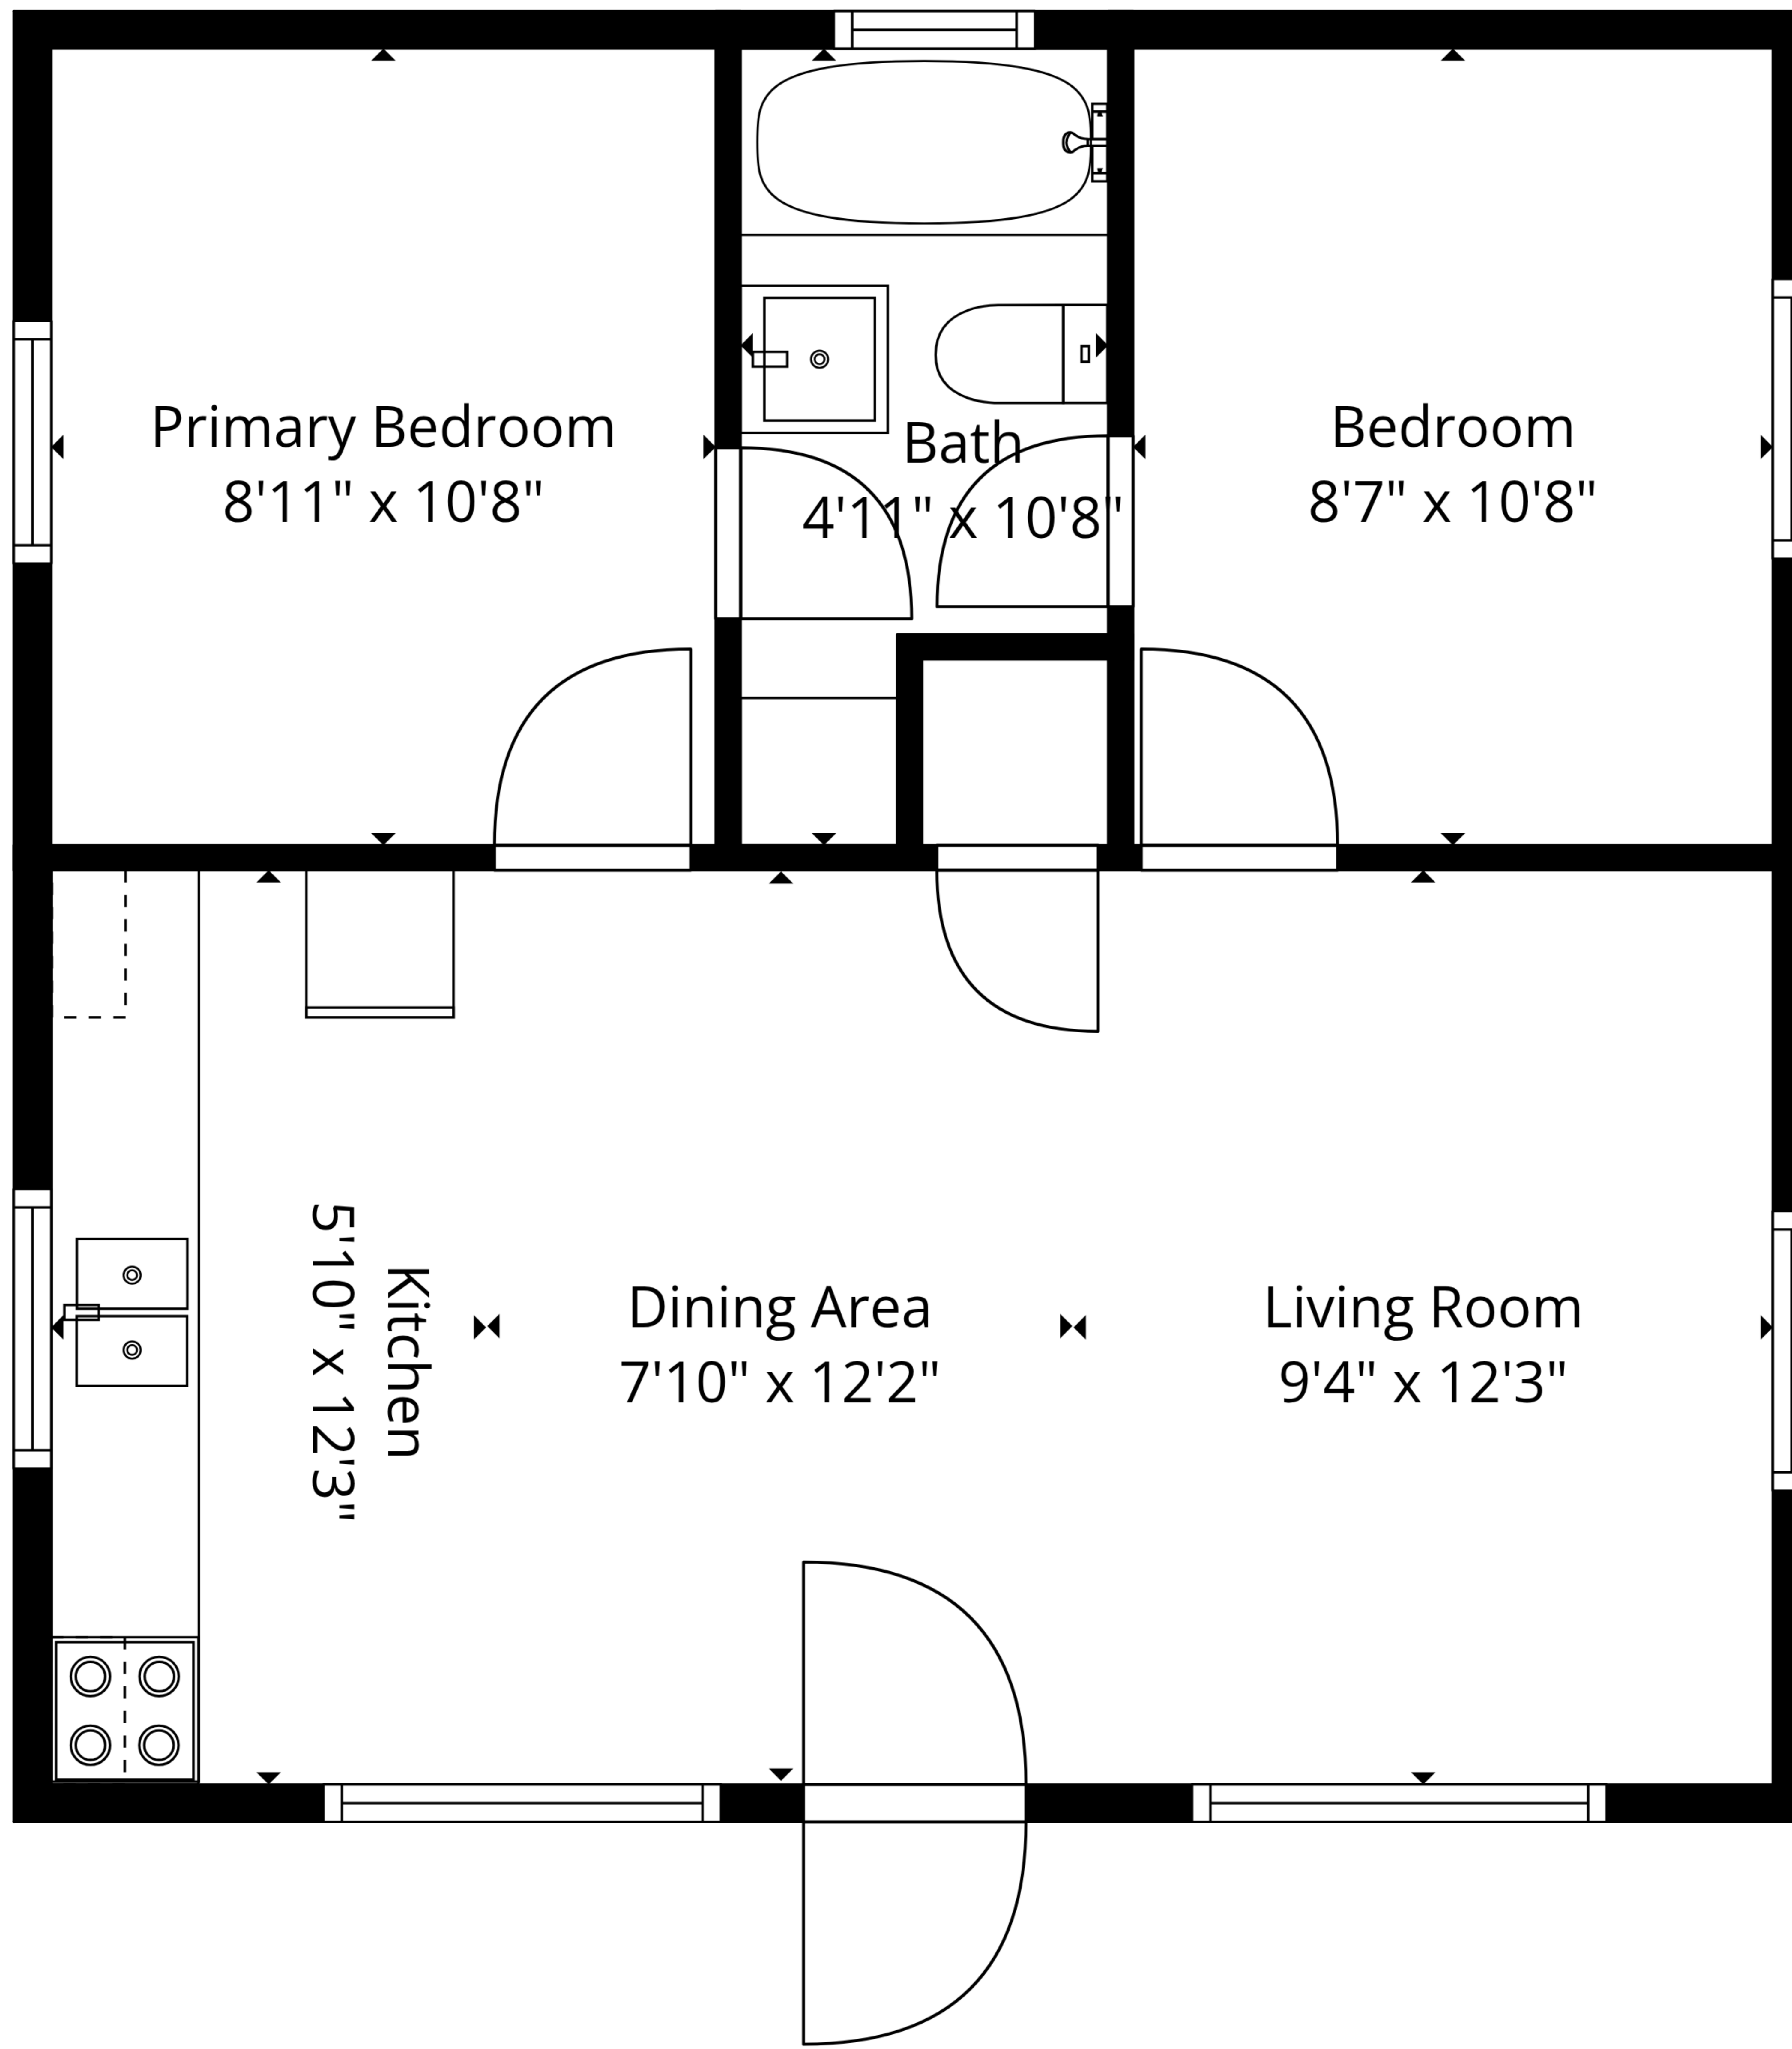 Primary Bedroom
8'11" x 10'8"
Bath
4'11" x 10'8"
Bedroom
8'7" x 10'8"
Kitchen
5'10" x 12'3"
Dining Area
7'10" x 12'2"
Living Room
9'4" x 12'3"